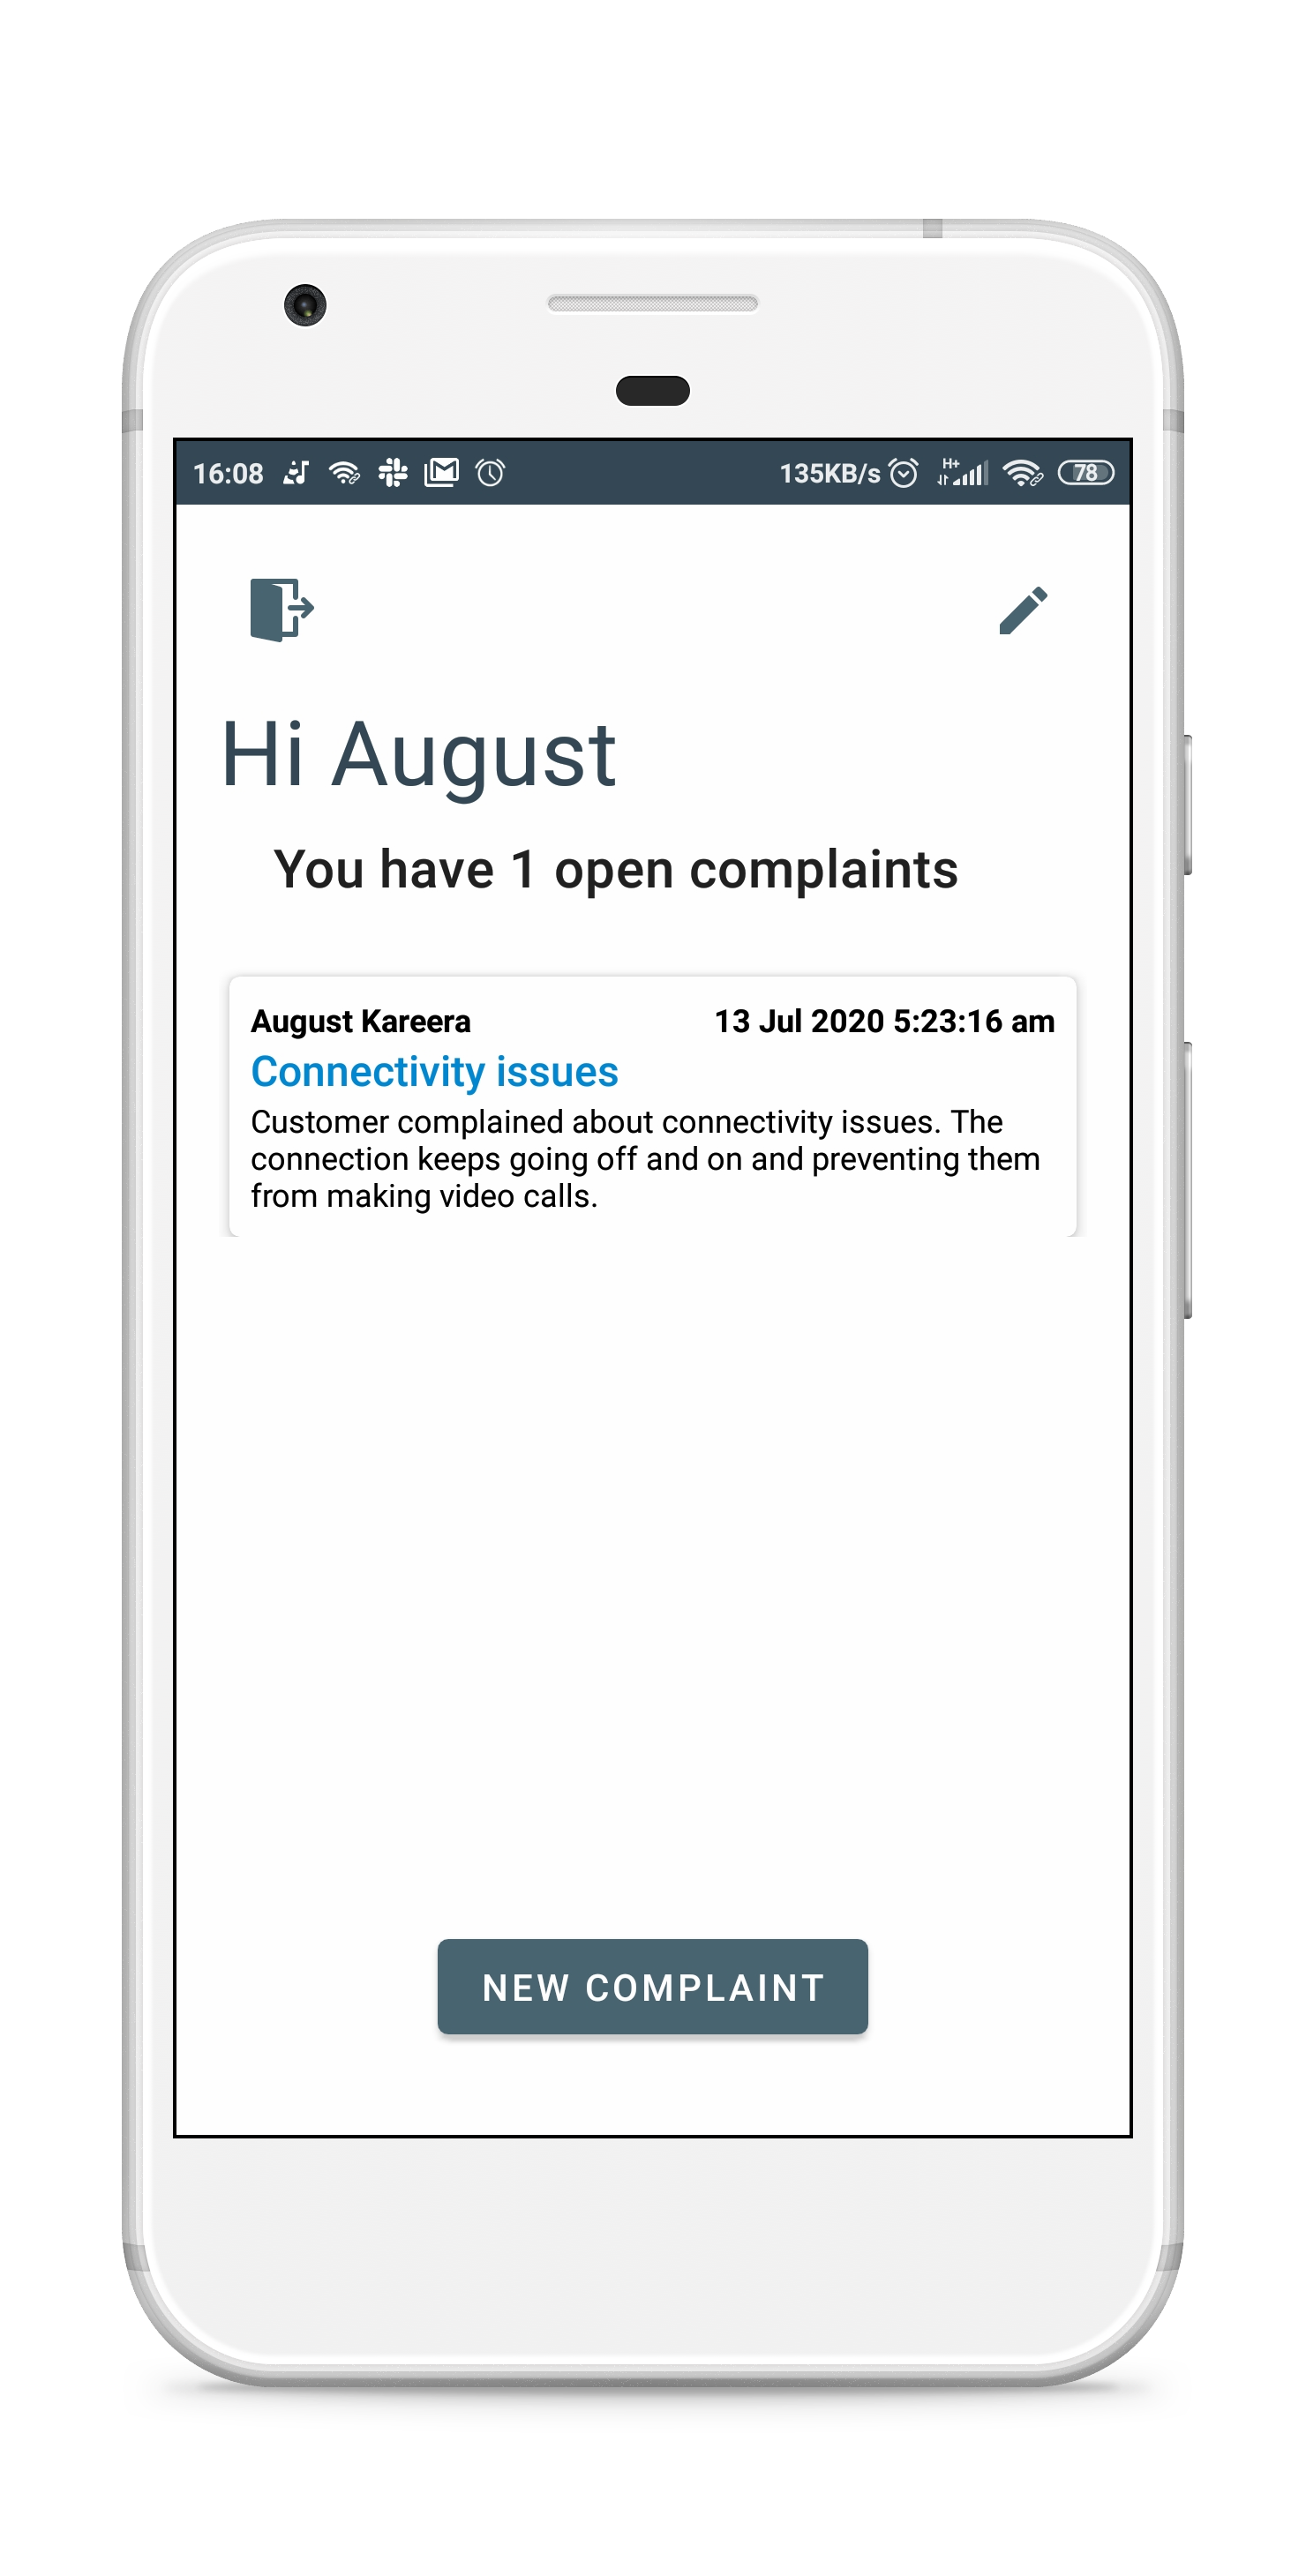 16:08 135KB/s H+ 78
Hi August
You have 1 open complaints
August Kareera 13 Jul 2020 5:23:16 am
Connectivity issues
Customer complained about connectivity issues. The
connection keeps going off and on and preventing them
from making video calls.
NEW COMPLAINT